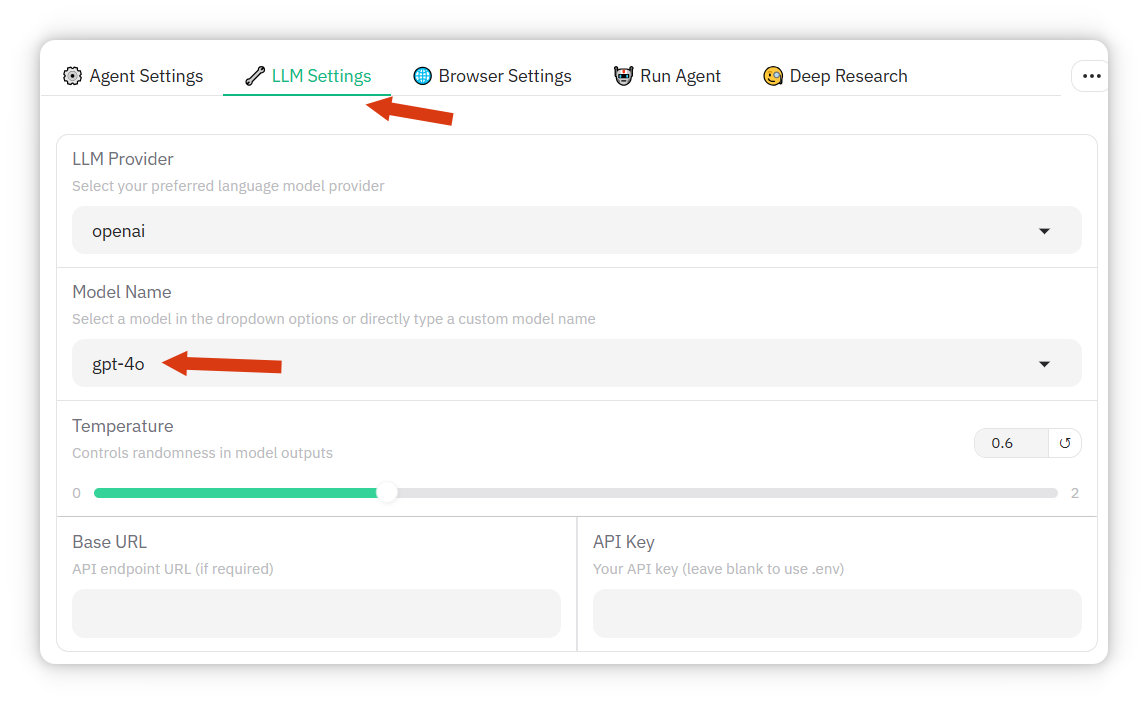 Agent Settings LLM Settings Browser Settings Run Agent Deep Research
LLM Provider
Select your preferred language model provider
openai
Model Name
Select a model in the dropdown options or directly type a custom model name
gpt-4o
Temperature
Controls randomness in model outputs
0.6
0 2
Base URL
API endpoint URL (if required)
API Key
Your API key (leave blank to use .env)